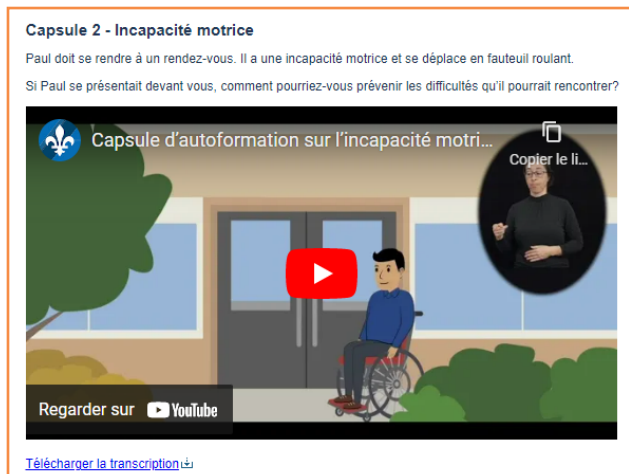 Capsule 2 - Incapacité motrice
Paul doit se rendre à un rendez-vous. Il a une incapacité motrice et se déplace en fauteuil roulant.
Si Paul se présentait devant vous, comment pourriez-vous prévenir les difficultés qu'il pourrait rencontrer?
Capsule d'autoformation sur l'incapacité motri...
Copier le li...
Regarder sur YouTube
Télécharger la transcription